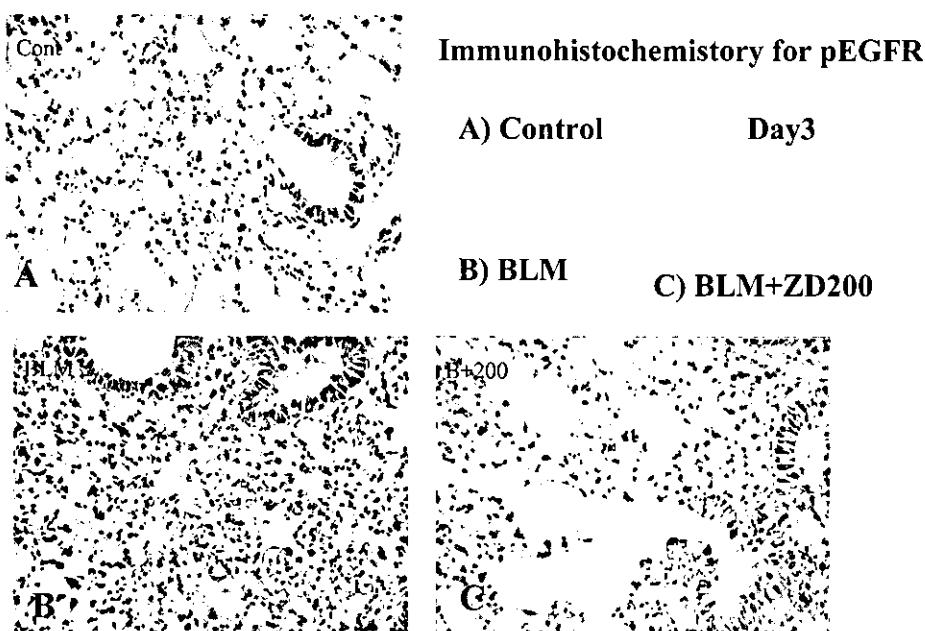 Cont
Immunohistochemistory for pEGFR
A) Control Day3
A
B) BLM
C) BLM+ZD200
BLM
B+200
B
C